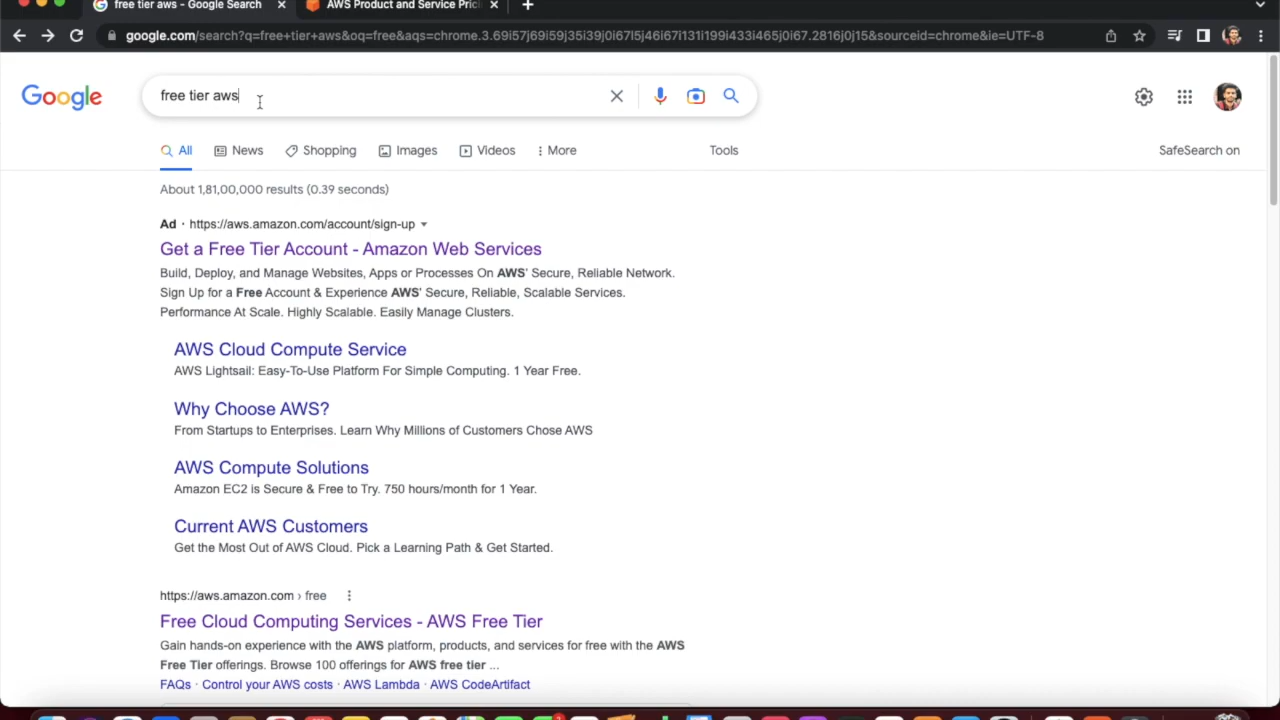 free tier aws - Google Search
AWS Product and Service Prici
google.com/search?q=free+tier+aws&oq=free&aqs=chrome.3.69i57j69i59j35i39j0i67l5j46i67i131i199i433i465j0i67.2816j0j15&sourceid=chrome&ie=UTF-8
Google
free tier aws
All
News
Shopping
Images
Videos
More
Tools
SafeSearch on
About 1,81,00,000 results (0.39 seconds)
Ad · https://aws.amazon.com/account/sign-up
Get a Free Tier Account - Amazon Web Services
Build, Deploy, and Manage Websites, Apps or Processes On AWS' Secure, Reliable Network.
Sign Up for a Free Account & Experience AWS' Secure, Reliable, Scalable Services.
Performance At Scale. Highly Scalable. Easily Manage Clusters.
AWS Cloud Compute Service
AWS Lightsail: Easy-To-Use Platform For Simple Computing. 1 Year Free.
Why Choose AWS?
From Startups to Enterprises. Learn Why Millions of Customers Chose AWS
AWS Compute Solutions
Amazon EC2 is Secure & Free to Try. 750 hours/month for 1 Year.
Current AWS Customers
Get the Most Out of AWS Cloud. Pick a Learning Path & Get Started.
https://aws.amazon.com › free
Free Cloud Computing Services - AWS Free Tier
Gain hands-on experience with the AWS platform, products, and services for free with the AWS
Free Tier offerings. Browse 100 offerings for AWS free tier ...
FAQs · Control your AWS costs · AWS Lambda · AWS CodeArtifact